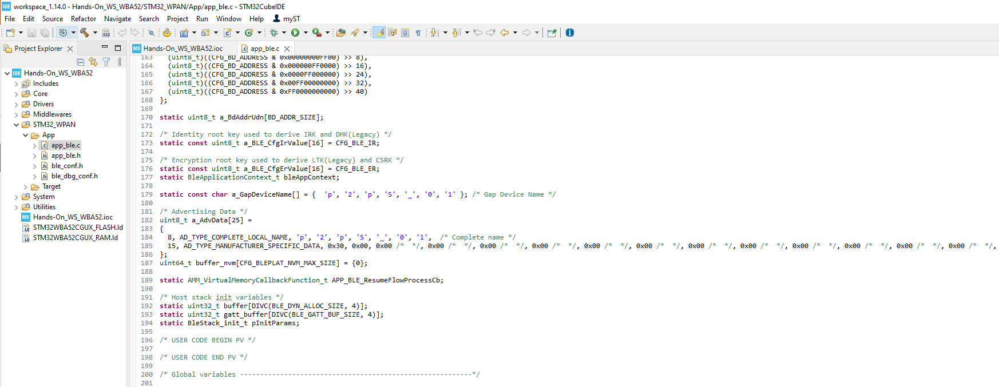 IDE workspace_1.14.0 - Hands-On_WS_WBA52/STM32_WPAN/App/app_ble.c - STM32CubeIDE
File Edit Source Refactor Navigate Search Project Run Window Help myST
Project Explorer
MX Hands-On_WS_WBA52.ioc
app_ble.c
IDE Hands-On_WS_WBA52
Includes
Core
Drivers
Middlewares
STM32_WPAN
App
app_ble.c
app_ble.h
ble_conf.h
ble_dbg_conf.h
Target
System
Utilities
MX Hands-On_WS_WBA52.ioc
STM32WBA52CGUX_FLASH.ld
STM32WBA52CGUX_RAM.ld
163 (uint8_t)((CFG_BD_ADDRESS & 0x00000000FF00) >> 8),
164 (uint8_t)((CFG_BD_ADDRESS & 0x000000FF0000) >> 16),
165 (uint8_t)((CFG_BD_ADDRESS & 0x0000FF000000) >> 24),
166 (uint8_t)((CFG_BD_ADDRESS & 0x00FF00000000) >> 32),
167 (uint8_t)((CFG_BD_ADDRESS & 0xFF0000000000) >> 40)
168 };
169
170 static uint8_t a_BdAddrUdn[BD_ADDR_SIZE];
171
172 /* Identity root key used to derive IRK and DHK(Legacy) */
173 static const uint8_t a_BLE_CfgIrValue[16] = CFG_BLE_IR;
174
175 /* Encryption root key used to derive LTK(Legacy) and CSRK */
176 static const uint8_t a_BLE_CfgErValue[16] = CFG_BLE_ER;
177 static BleApplicationContext_t bleAppContext;
178
179 static const char a_GapDeviceName[] = {  'p', '2', 'p', 'S', '_', '0', '1' }; /* Gap Device Name */
180
181 /* Advertising Data */
182 uint8_t a_AdvData[25] =
183 {
184 8, AD_TYPE_COMPLETE_LOCAL_NAME, 'p', '2', 'p', 'S', '_', '0', '1',  /* Complete name */
185 15, AD_TYPE_MANUFACTURER_SPECIFIC_DATA, 0x30, 0x00, 0x00 /*  */, 0x00 /*  */, 0x00 /*  */, 0x00 /*  */, 0x00 /*  */, 0x00 /*  */, 0x00 /*  */, 0x00 /*  */, 0x00 /*  */, 0x00 /*  */, 0x00 /*  */, 0x00 /*  */,
186 };
187 uint64_t buffer_nvm[CFG_BLEPLAT_NVM_MAX_SIZE] = {0};
188
189 static AMM_VirtualMemoryCallbackFunction_t APP_BLE_ResumeFlowProcessCb;
190
191 /* Host stack init variables */
192 static uint32_t buffer[DIVC(BLE_DYN_ALLOC_SIZE, 4)];
193 static uint32_t gatt_buffer[DIVC(BLE_GATT_BUF_SIZE, 4)];
194 static BleStack_init_t pInitParams;
195
196 /* USER CODE BEGIN PV */
197
198 /* USER CODE END PV */
199
200 /* Global variables ----------------------------------------------------------*/
201